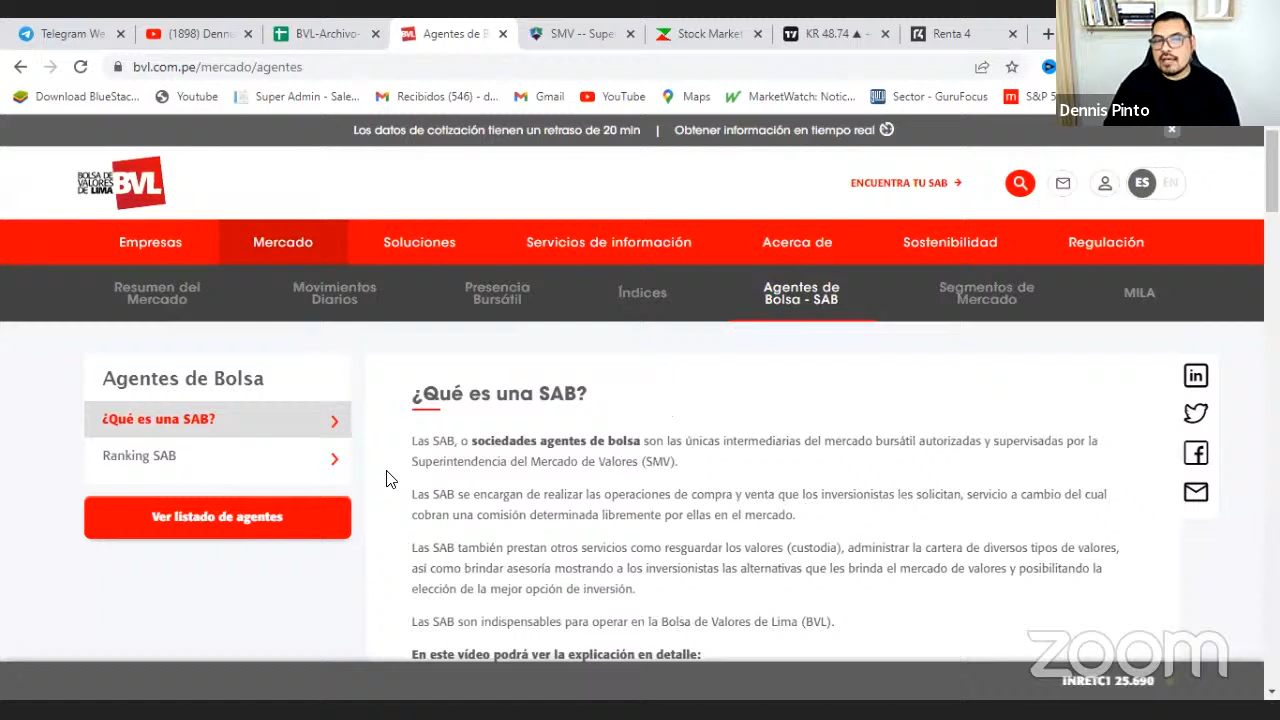 Telegram We
(1898) Denn
BVL-Archivo
Agentes de B
SMV -- Supe
Stock Market
KR 48.74 ▲
Renta 4
bvl.com.pe/mercado/agentes
Download BlueStac...
Youtube
Super Admin - Sale...
Recibidos (546) - d...
Gmail
YouTube
Maps
MarketWatch: Notic...
Sector - GuruFocus
S&P 5
Dennis Pinto
Los datos de cotización tienen un retraso de 20 min | Obtener información en tiempo real
BOLSA DE VALORES DE LIMA BVL
ENCUENTRA TU SAB →
ES EN
Empresas
Mercado
Soluciones
Servicios de información
Acerca de
Sostenibilidad
Regulación
Resumen del Mercado
Movimientos Diarios
Presencia Bursátil
Índices
Agentes de Bolsa - SAB
Segmentos de Mercado
MILA
Agentes de Bolsa
¿Qué es una SAB?
Ranking SAB
Ver listado de agentes
¿Qué es una SAB?
Las SAB, o sociedades agentes de bolsa son las únicas intermediarias del mercado bursátil autorizadas y supervisadas por la
Superintendencia del Mercado de Valores (SMV).
Las SAB se encargan de realizar las operaciones de compra y venta que los inversionistas les solicitan, servicio a cambio del cual
cobran una comisión determinada libremente por ellas en el mercado.
Las SAB también prestan otros servicios como resguardar los valores (custodia), administrar la cartera de diversos tipos de valores,
así como brindar asesoría mostrando a los inversionistas las alternativas que les brinda el mercado de valores y posibilitando la
elección de la mejor opción de inversión.
Las SAB son indispensables para operar en la Bolsa de Valores de Lima (BVL).
En este vídeo podrá ver la explicación en detalle:
zoom
INRETC1 25.690